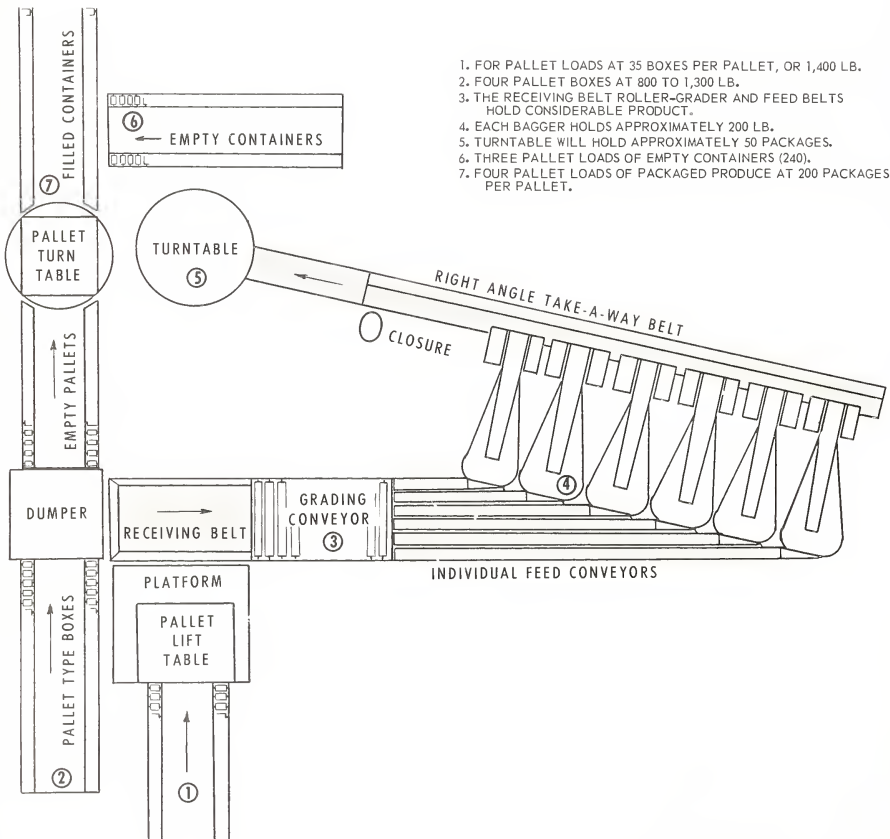 1. FOR PALLET LOADS AT 35 BOXES PER PALLET, OR 1,400 LB.
2. FOUR PALLET BOXES AT 800 TO 1,300 LB.
3. THE RECEIVING BELT ROLLER-GRADER AND FEED BELTS
HOLD CONSIDERABLE PRODUCT.
4. EACH BAGGER HOLDS APPROXIMATELY 200 LB.
5. TURNTABLE WILL HOLD APPROXIMATELY 50 PACKAGES.
6. THREE PALLET LOADS OF EMPTY CONTAINERS (240).
7. FOUR PALLET LOADS OF PACKAGED PRODUCE AT 200 PACKAGES
PER PALLET.
FILLED CONTAINERS
7
6
EMPTY CONTAINERS
PALLET
TURN
TABLE
TURNTABLE
5
RIGHT ANGLE TAKE-A-WAY BELT
CLOSURE
EMPTY PALLETS
4
DUMPER
RECEIVING BELT
GRADING
CONVEYOR
3
INDIVIDUAL FEED CONVEYORS
PLATFORM
PALLET
LIFT
TABLE
PALLET TYPE BOXES
2
1